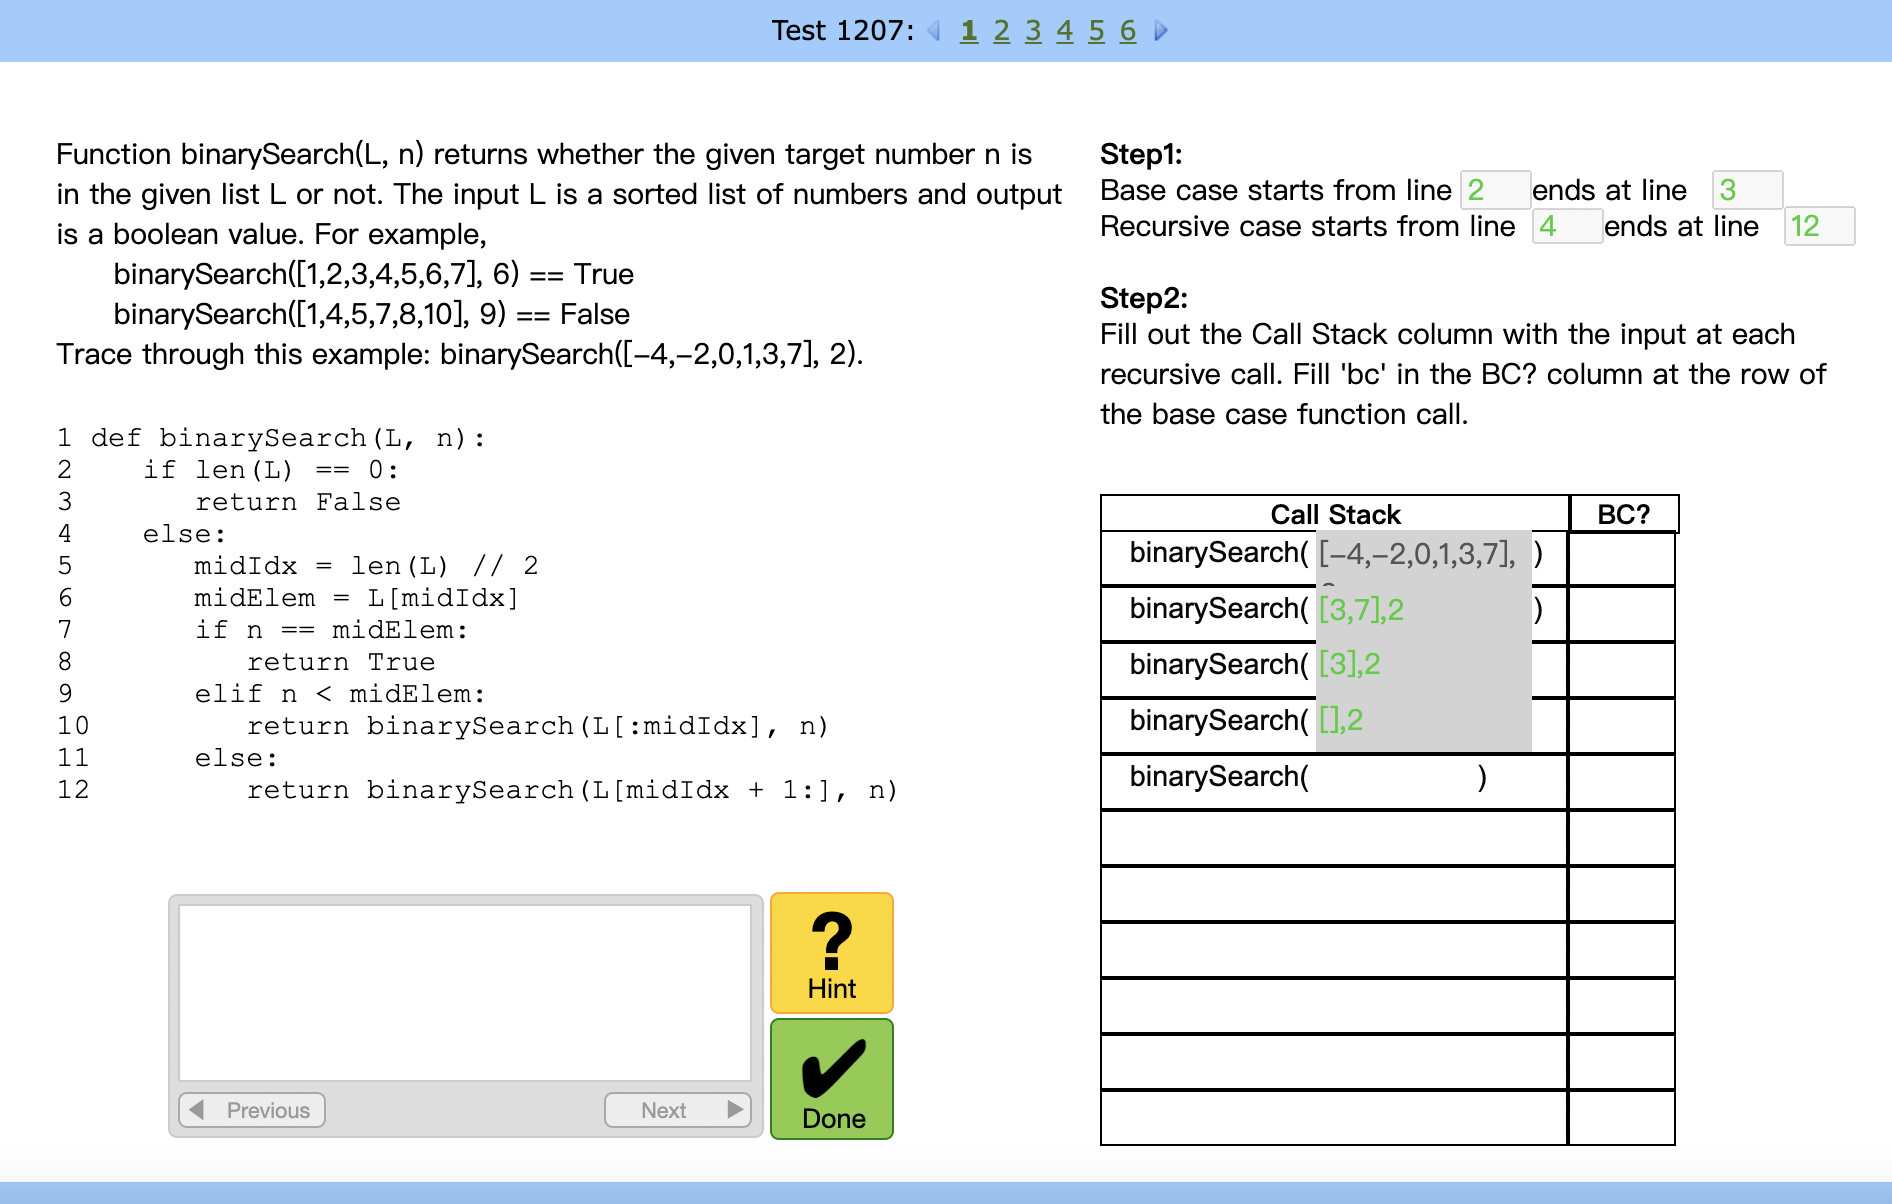 Test 1207: 1 2 3 4 5 6
Function binarySearch(L, n) returns whether the given target number n is
in the given list L or not. The input L is a sorted list of numbers and output
is a boolean value. For example,
binarySearch([1,2,3,4,5,6,7], 6) == True
binarySearch([1,4,5,7,8,10], 9) == False
Trace through this example: binarySearch([-4,-2,0,1,3,7], 2).
1 def binarySearch(L, n):
2 if len(L) == 0:
3 return False
4 else:
5 midIdx = len(L) // 2
6 midElem = L[midIdx]
7 if n == midElem:
8 return True
9 elif n < midElem:
10 return binarySearch(L[:midIdx], n)
11 else:
12 return binarySearch(L[midIdx + 1:], n)
? Hint
Done
Previous
Next
Step1:
Base case starts from line 2 ends at line 3
Recursive case starts from line 4 ends at line 12
Step2:
Fill out the Call Stack column with the input at each
recursive call. Fill 'bc' in the BC? column at the row of
the base case function call.
Call Stack BC?
binarySearch( [-4,-2,0,1,3,7], )
binarySearch( [3,7],2 )
binarySearch( [3],2
binarySearch( [],2
binarySearch( )